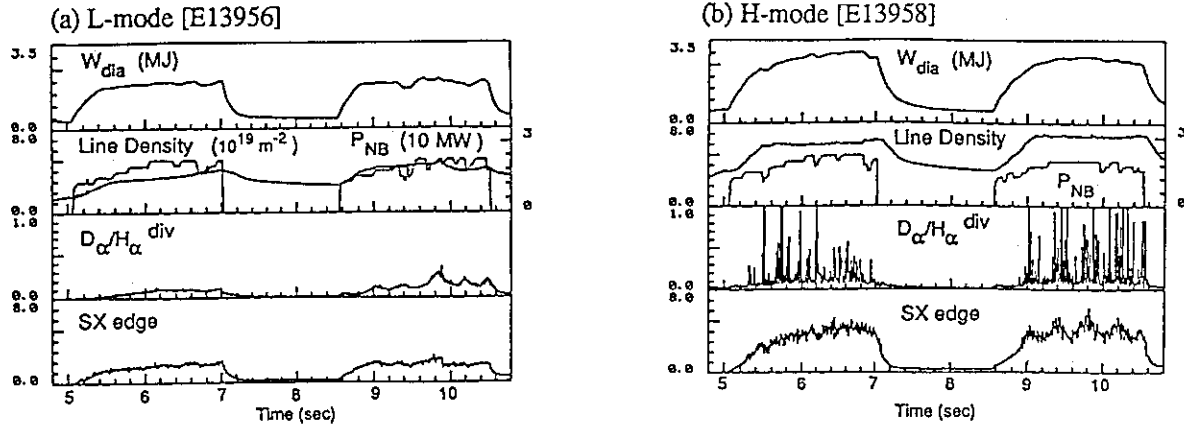 (a) L-mode [E13956]
3.5
W_dia (MJ)
0.0
8.0
Line Density (10^19 m^-2)
P_NB (10 MW)
3
0.0
0
1.0
D_α/H_α^div
0.0
8.0
SX edge
0.0
5 6 7 8 9 10
Time (sec)
(b) H-mode [E13958]
3.5
W_dia (MJ)
0.0
8.0
Line Density
3
P_NB
0.0
0
1.0
D_α/H_α^div
0.0
8.0
SX edge
0.0
5 6 7 8 9 10
Time (sec)